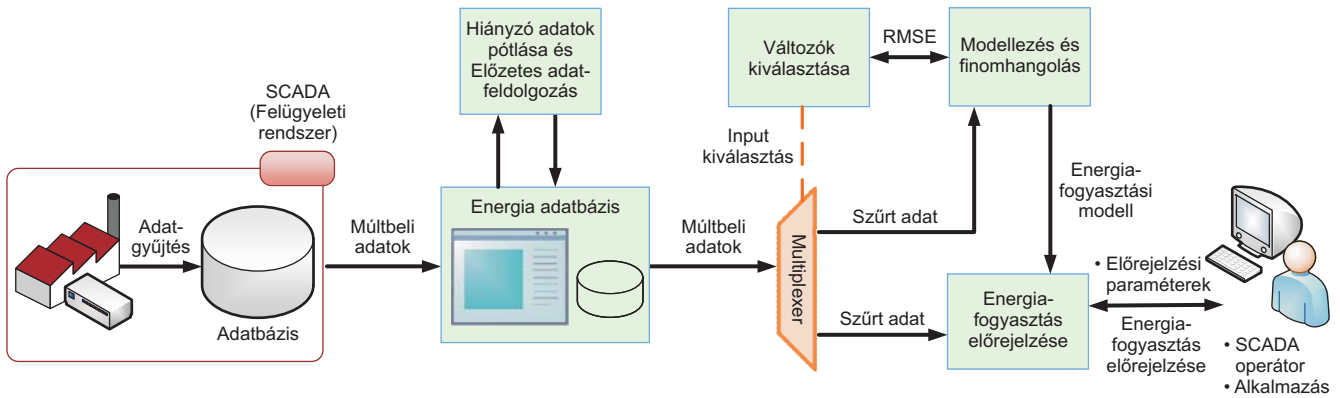 SCADA
(Felügyeleti
rendszer)
Adat-
gyűjtés
Adatbázis
Múltbeli
adatok
Hiányzó adatok
pótlása és
Előzetes adat-
feldolgozás
Energia adatbázis
Múltbeli
adatok
Változók
kiválasztása
RMSE
Modellezés és
finomhangolás
Input
kiválasztás
Multiplexer
Szűrt adat
Szűrt adat
Energia-
fogyasztási
modell
Energia-
fogyasztás
előrejelzése
• Előrejelzési
paraméterek
Energia-
fogyasztás
előrejelzése
• SCADA
operátor
• Alkalmazás